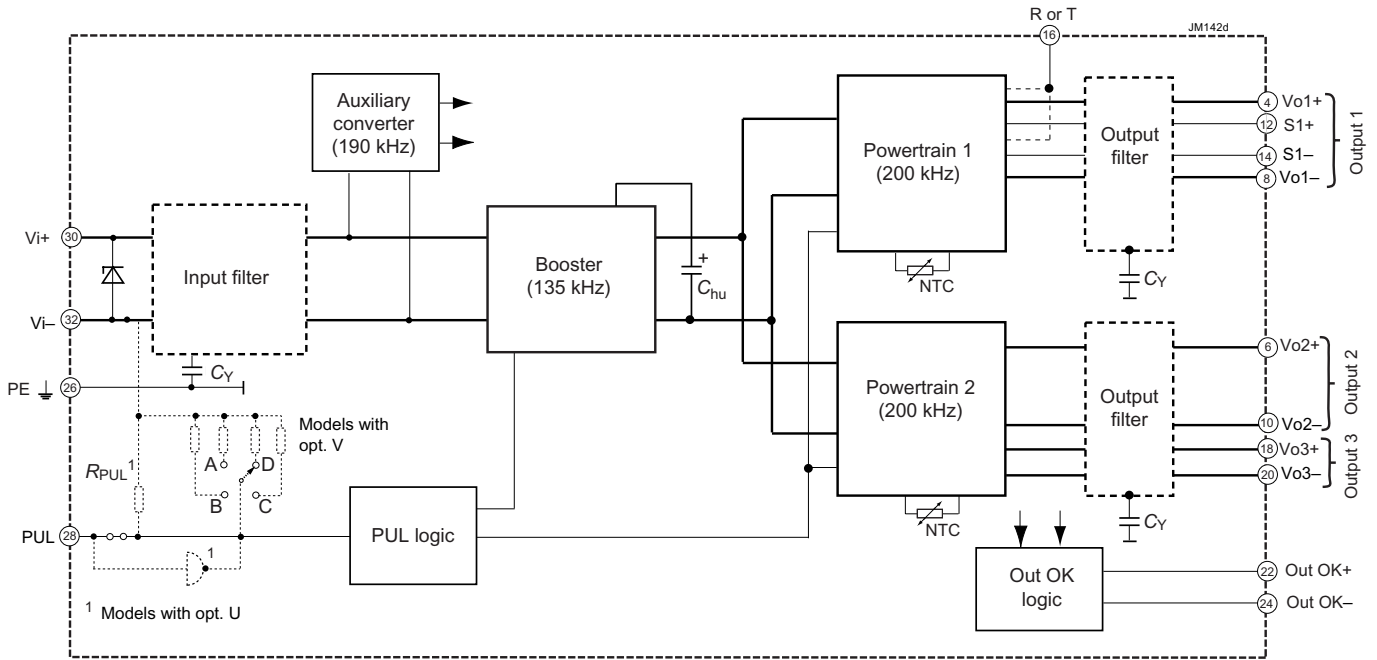 R or T
16
JM142d
Auxiliary
converter
(190 kHz)
Powertrain 1
(200 kHz)
Output
filter
4
Vo1+
12
S1+
14
S1–
8
Vo1–
Output 1
Vi+
30
Input filter
Booster
(135 kHz)
+
Chu
NTC
CY
Vi–
32
CY
PE
26
Powertrain 2
(200 kHz)
Output
filter
6
Vo2+
10
Vo2–
Output 2
18
Vo3+
20
Vo3–
Output 3
Models with
opt. V
RPUL1
A
D
B
C
NTC
CY
PUL
28
PUL logic
1
Out OK
logic
22
Out OK+
24
Out OK–
1 Models with opt. U